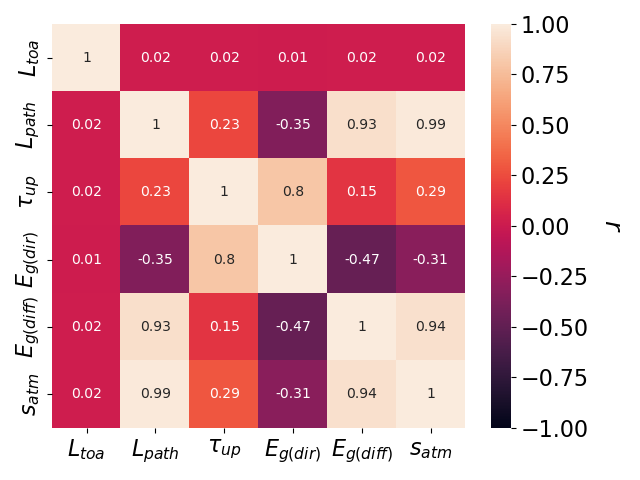 L_toa 1 0.02 0.02 0.01 0.02 0.02
L_path 0.02 1 0.23 -0.35 0.93 0.99
τ_up 0.02 0.23 1 0.8 0.15 0.29
E_g(dir) 0.01 -0.35 0.8 1 -0.47 -0.31
E_g(diff) 0.02 0.93 0.15 -0.47 1 0.94
s_atm 0.02 0.99 0.29 -0.31 0.94 1
L_toa L_path τ_up E_g(dir) E_g(diff) s_atm
1.00
0.75
0.50
0.25
0.00
−0.25
−0.50
−0.75
−1.00
r